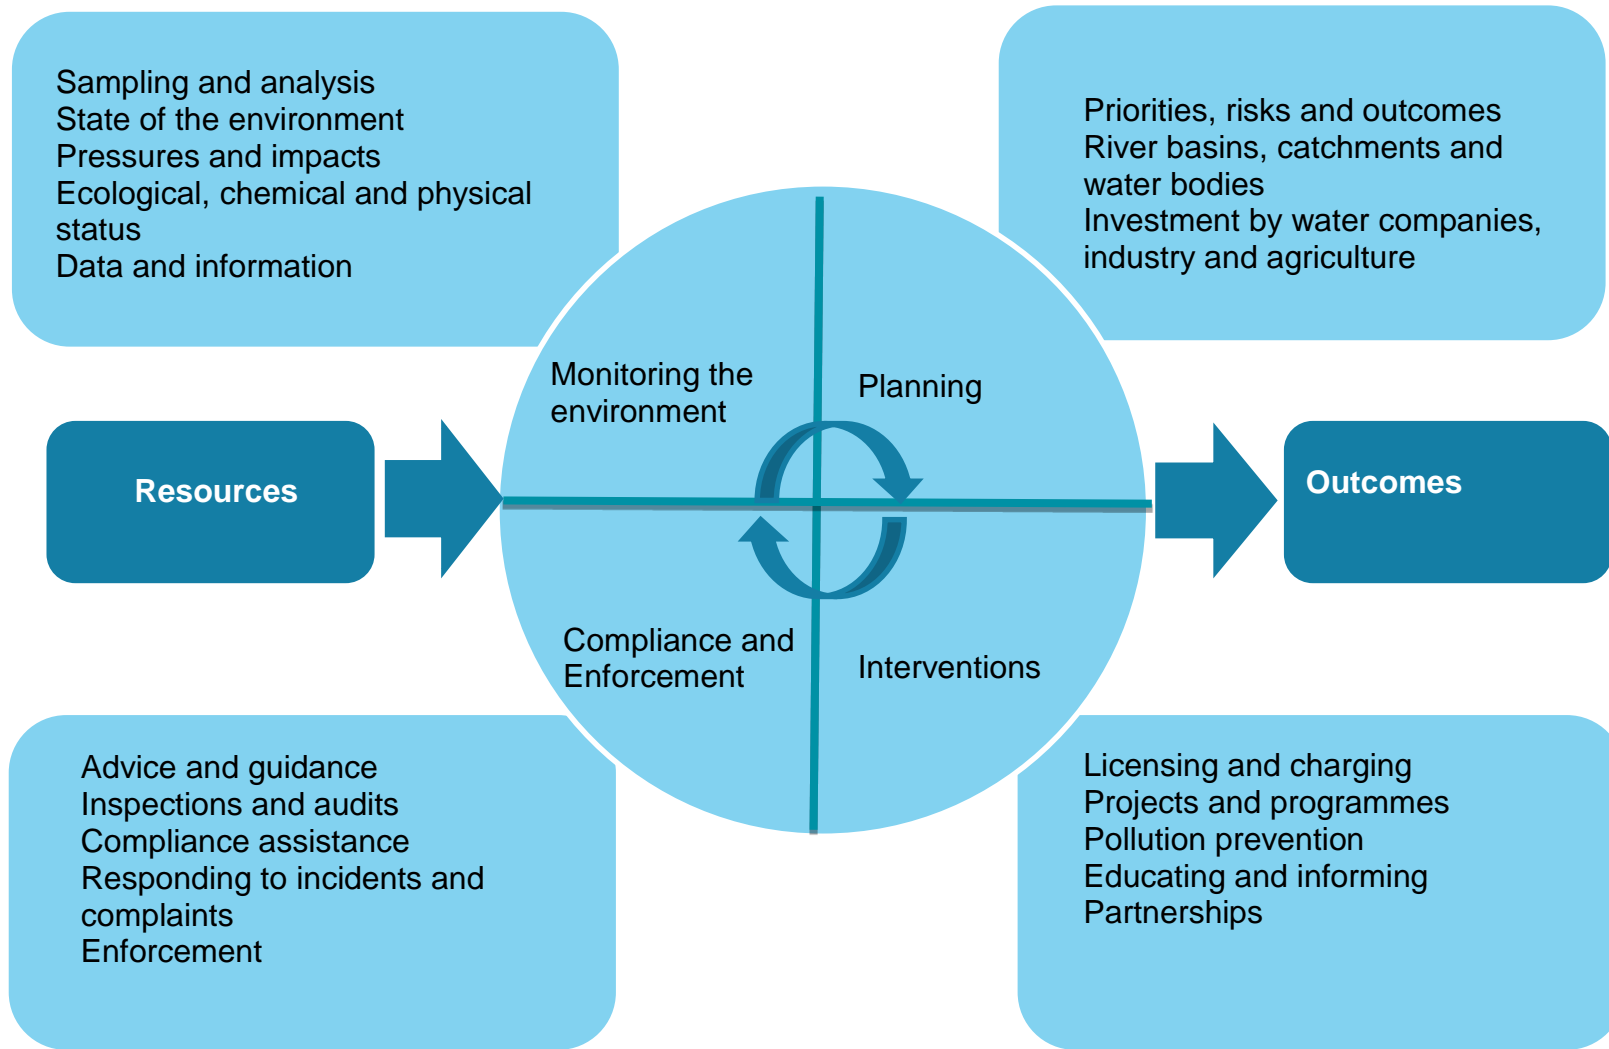 Sampling and analysis
State of the environment
Pressures and impacts
Ecological, chemical and physical
status
Data and information
Priorities, risks and outcomes
River basins, catchments and
water bodies
Investment by water companies,
industry and agriculture
Monitoring the
environment
Planning
Resources
Outcomes
Compliance and
Enforcement
Interventions
Advice and guidance
Inspections and audits
Compliance assistance
Responding to incidents and
complaints
Enforcement
Licensing and charging
Projects and programmes
Pollution prevention
Educating and informing
Partnerships